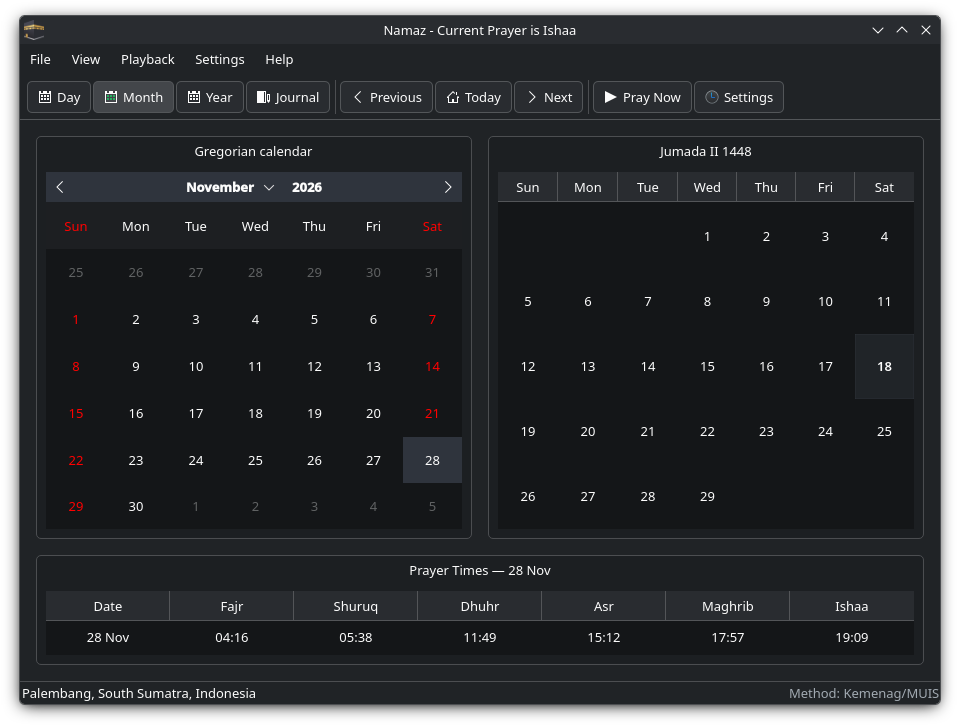 Namaz - Current Prayer is Ishaa
File View Playback Settings Help
Day Month Year Journal Previous Today Next Pray Now Settings
Gregorian calendar
November 2026
Sun Mon Tue Wed Thu Fri Sat
25 26 27 28 29 30 31
1 2 3 4 5 6 7
8 9 10 11 12 13 14
15 16 17 18 19 20 21
22 23 24 25 26 27 28
29 30 1 2 3 4 5
Jumada II 1448
Sun Mon Tue Wed Thu Fri Sat
1 2 3 4
5 6 7 8 9 10 11
12 13 14 15 16 17 18
19 20 21 22 23 24 25
26 27 28 29
Prayer Times — 28 Nov
Date Fajr Shuruq Dhuhr Asr Maghrib Ishaa
28 Nov 04:16 05:38 11:49 15:12 17:57 19:09
Palembang, South Sumatra, Indonesia
Method: Kemenag/MUIS